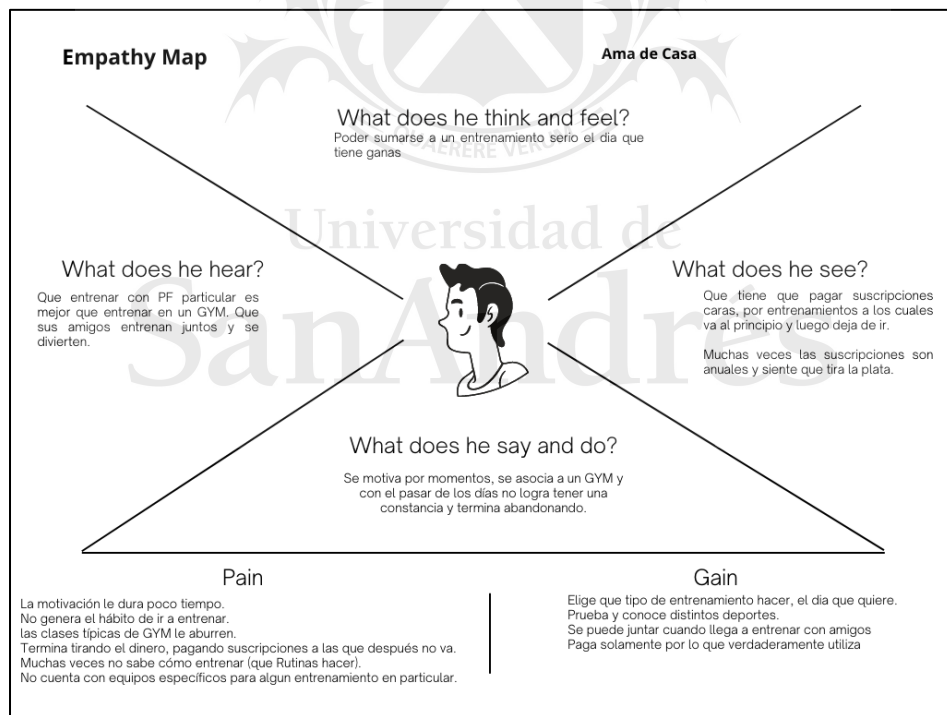 Empathy Map
Ama de Casa
What does he think and feel?
Poder sumarse a un entrenamiento serio el dia que
tiene ganas
QUAERERE VERUM
Universidad de
SanAndrés
What does he hear?
Que entrenar con PF particular es
mejor que entrenar en un GYM. Que
sus amigos entrenan juntos y se
divierten.
What does he see?
Que tiene que pagar suscripciones
caras, por entrenamientos a los cuales
va al principio y luego deja de ir.
Muchas veces las suscripciones son
anuales y siente que tira la plata.
What does he say and do?
Se motiva por momentos, se asocia a un GYM y
con el pasar de los días no logra tener una
constancia y termina abandonando.
Pain
La motivación le dura poco tiempo.
No genera el hábito de ir a entrenar.
las clases típicas de GYM le aburren.
Termina tirando el dinero, pagando suscripciones a las que después no va.
Muchas veces no sabe cómo entrenar (que Rutinas hacer).
No cuenta con equipos específicos para algun entrenamiento en particular.
Gain
Elige que tipo de entrenamiento hacer, el dia que quiere.
Prueba y conoce distintos deportes.
Se puede juntar cuando llega a entrenar con amigos
Paga solamente por lo que verdaderamente utiliza